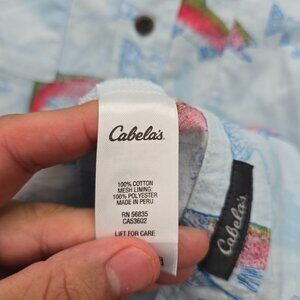 Cabela's
100% COTTON
MESH LINING:
100% POLYESTER
MADE IN PERU
RN 56835
CA53602
LIFT FOR CARE
Cabela's